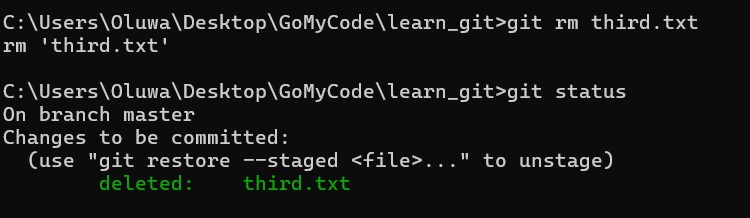 C:\Users\Oluwa\Desktop\GoMyCode\learn_git>git rm third.txt
rm 'third.txt'
C:\Users\Oluwa\Desktop\GoMyCode\learn_git>git status
On branch master
Changes to be committed:
  (use "git restore --staged <file>..." to unstage)
        deleted:    third.txt